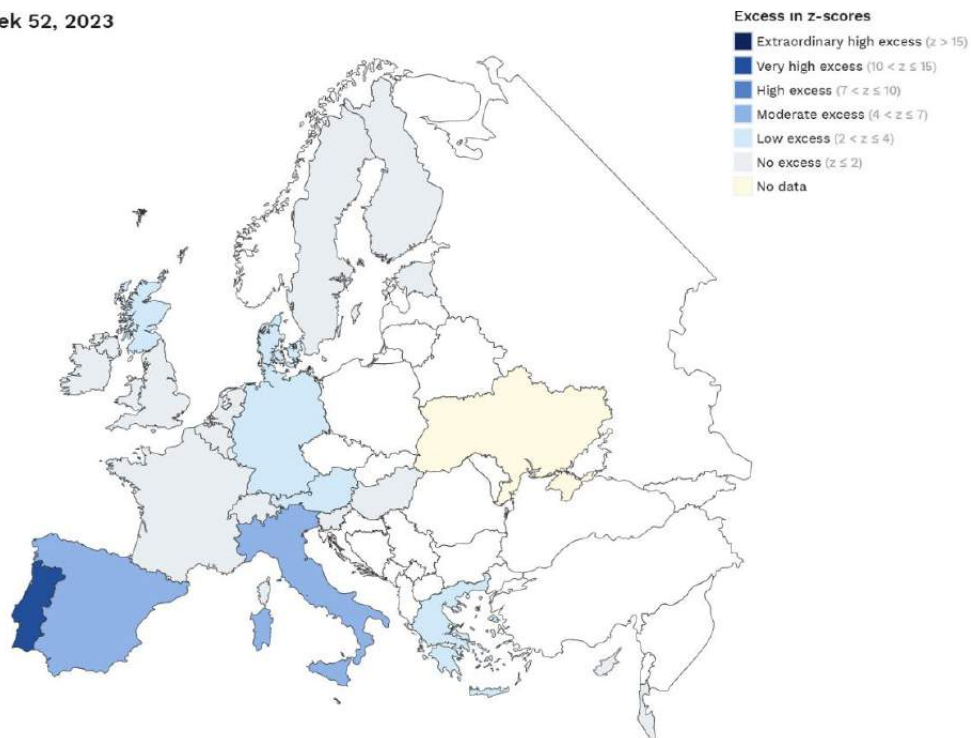 ek 52, 2023
Excess in z-scores
Extraordinary high excess (z > 15)
Very high excess (10 < z ≤ 15)
High excess (7 < z ≤ 10)
Moderate excess (4 < z ≤ 7)
Low excess (2 < z ≤ 4)
No excess (z ≤ 2)
No data